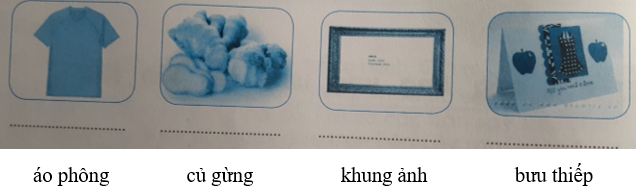 áo phông
củ gừng
khung ảnh
bưu thiếp